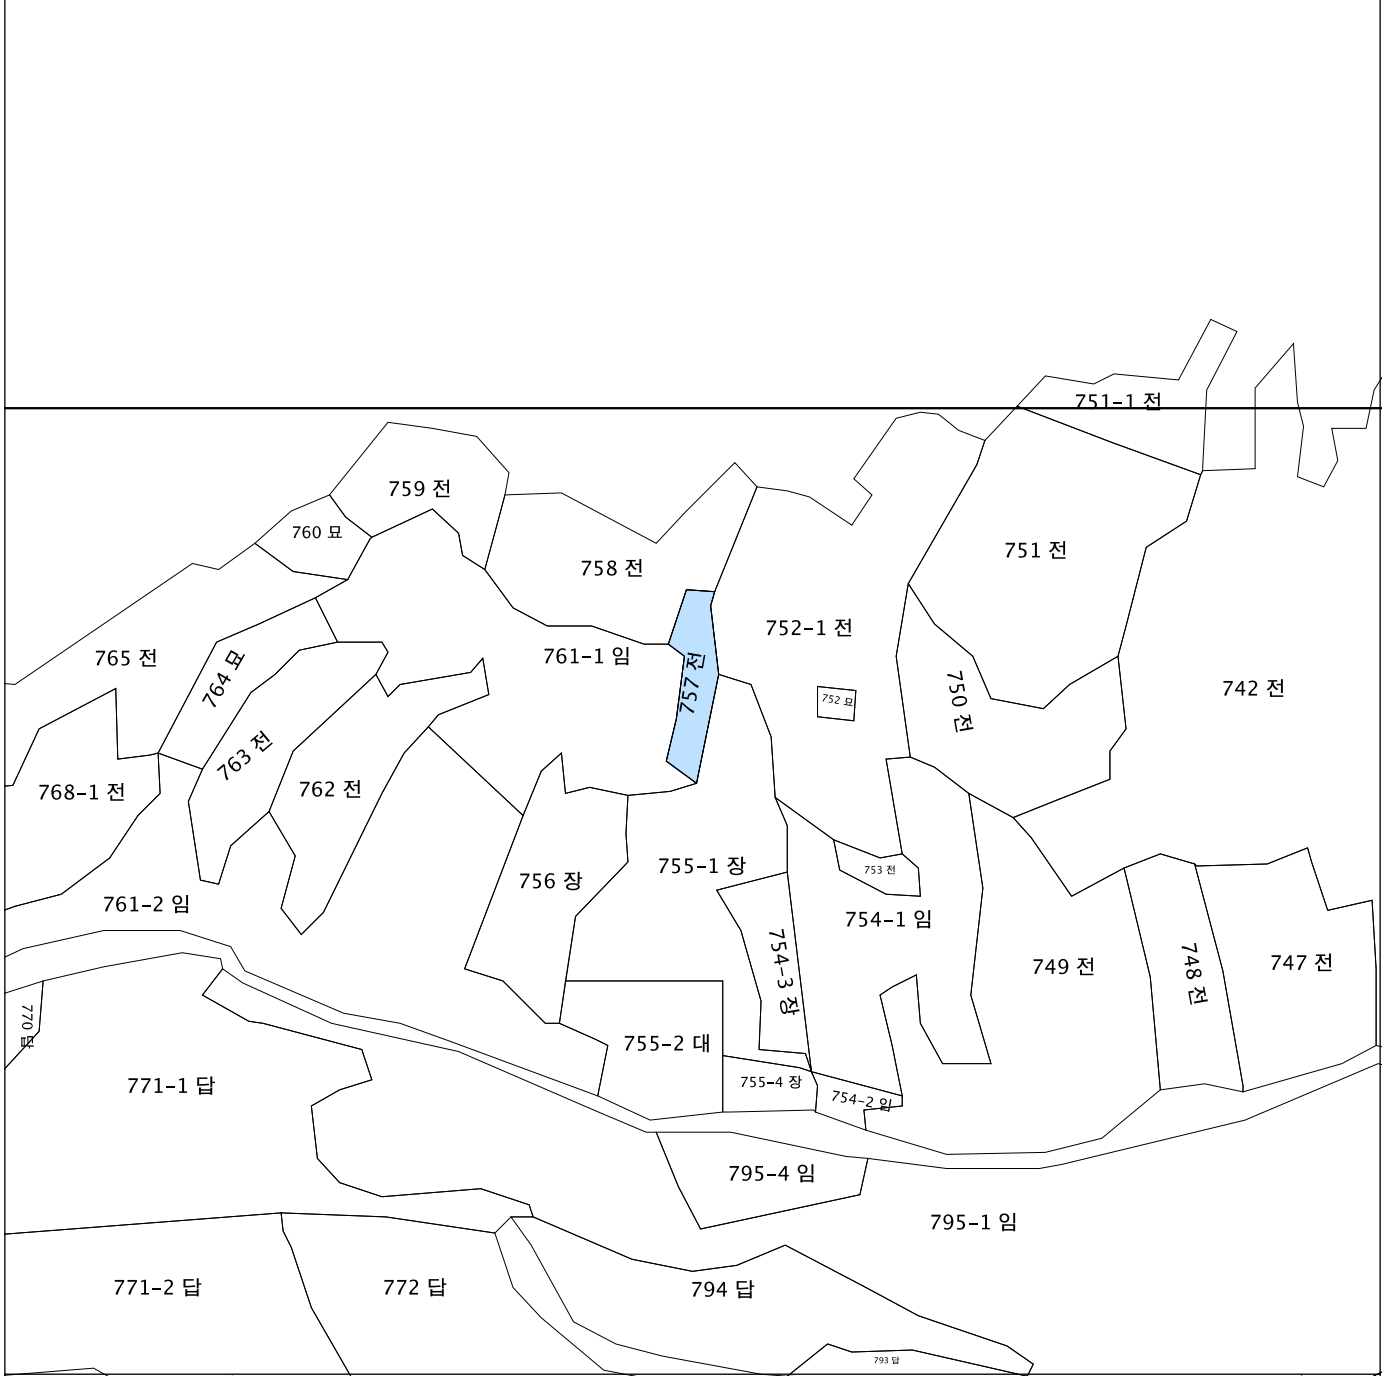 751-1 전
759 전
760 묘
751 전
758 전
752-1 전
761-1 임
765 전
764 묘
757 전
742 전
752 묘
750 전
763 전
762 전
768-1 전
755-1 장
753 전
756 장
761-2 임
754-1 임
754-3 장
749 전
748 전
747 전
770 답
755-2 대
755-4 장
771-1 답
754-2 임
795-4 임
795-1 임
771-2 답
772 답
794 답
793 답